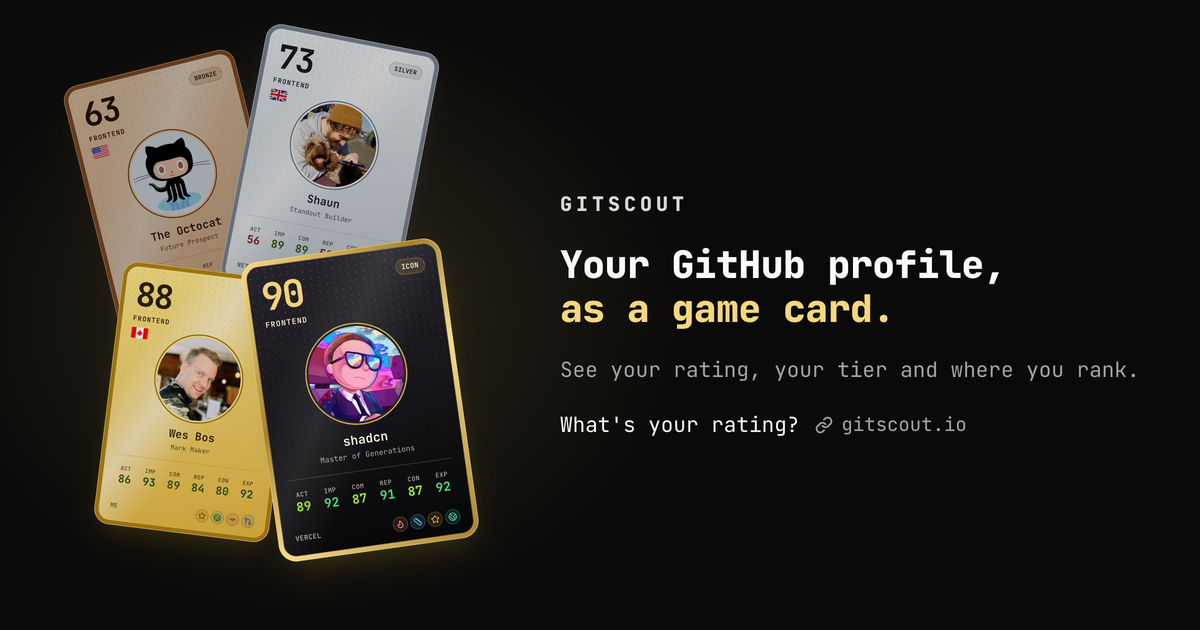 63
FRONTEND
BRONZE
The Octocat
Future Prospect
REP
73
FRONTEND
SILVER
Shaun
Standout Builder
ACT IMP COM REP CON EXP
56 89 89
88
FRONTEND
Wes Bos
Mark Maker
ACT IMP COM REP CON EXP
86 93 89 84 80 92
ME
90
FRONTEND
ICON
shadcn
Master of Generations
ACT IMP COM REP CON EXP
89 92 87 91 87 92
VERCEL
GITSCOUT
Your GitHub profile,
as a game card.
See your rating, your tier and where you rank.
What's your rating? gitscout.io